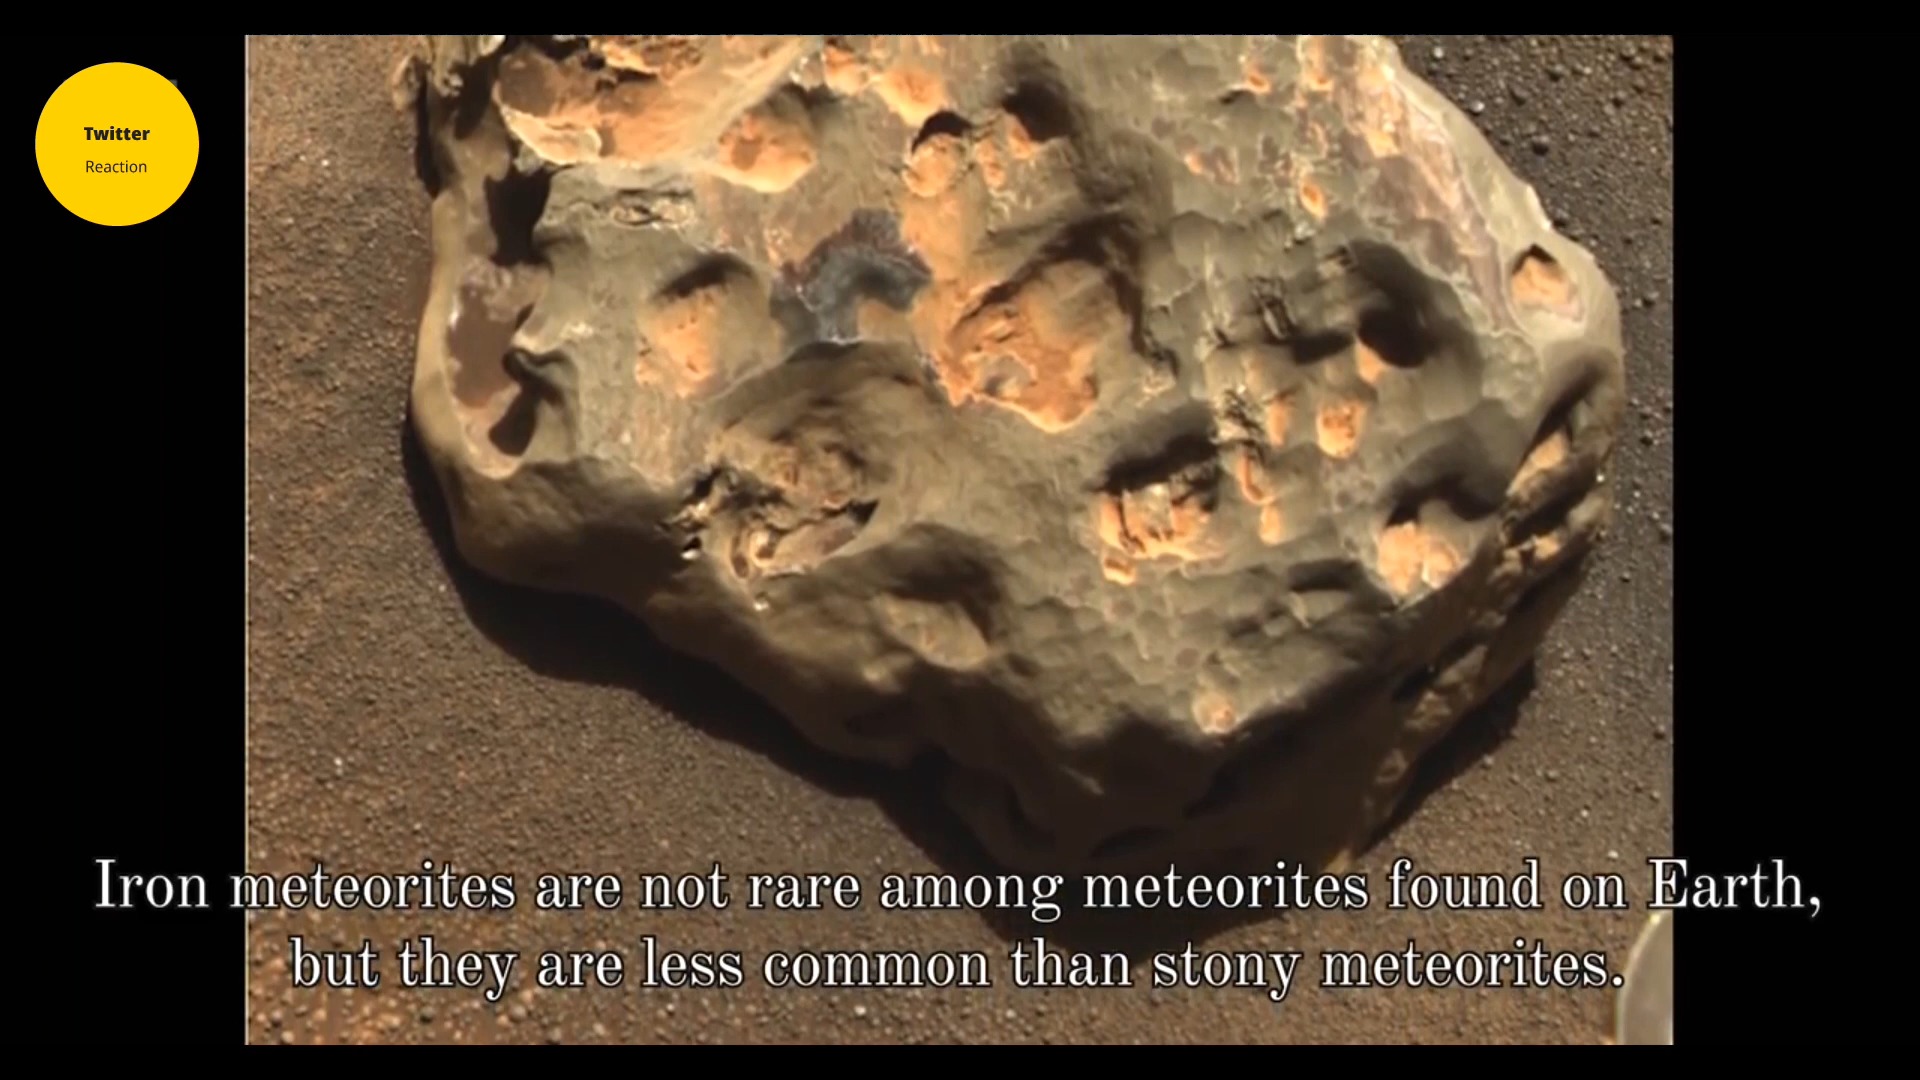 Twitter
Reaction
Iron meteorites are not rare among meteorites found on Earth,
but they are less common than stony meteorites.